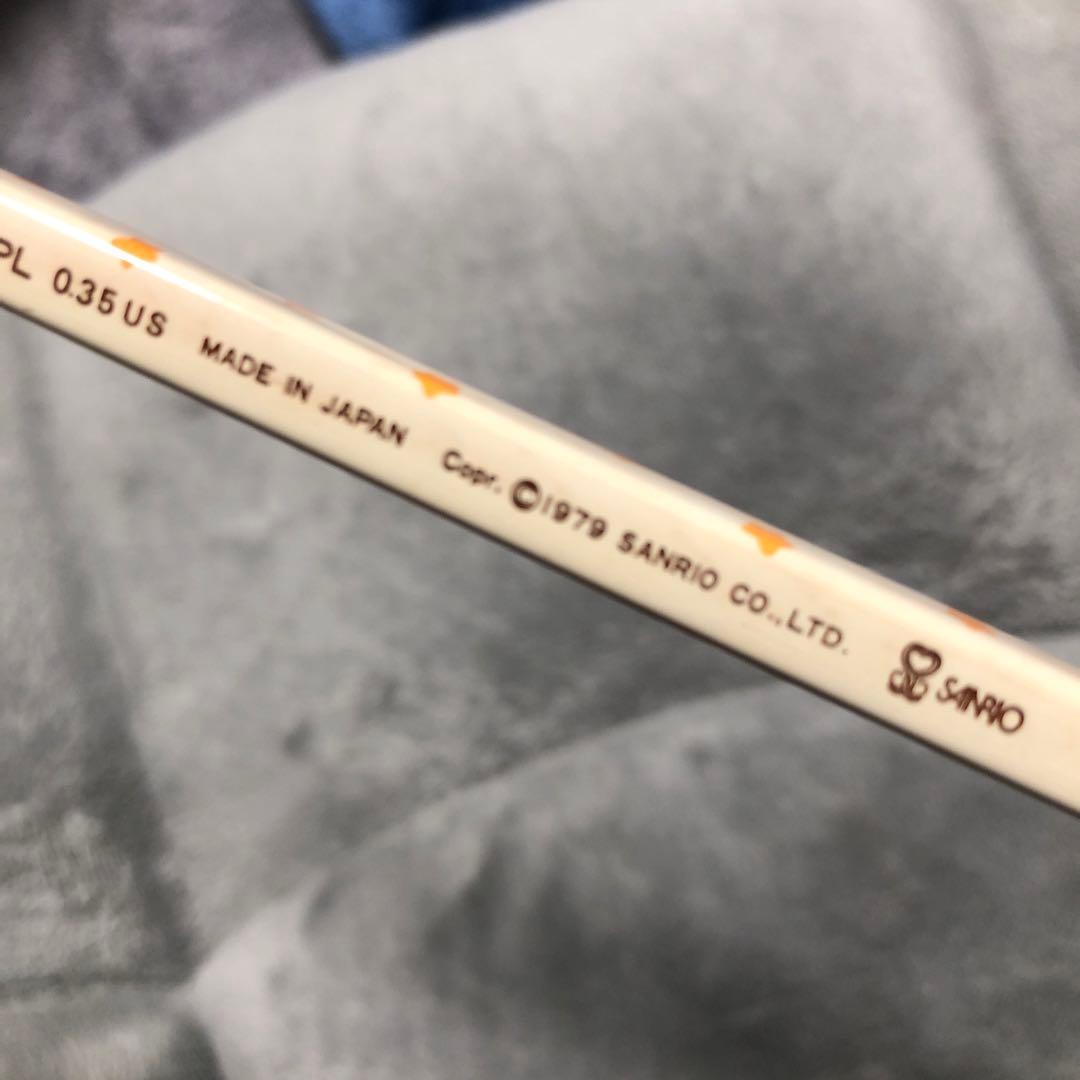 PL 0.35 US MADE IN JAPAN Copr. ©1979 SANRIO CO.,LTD. SANRIO